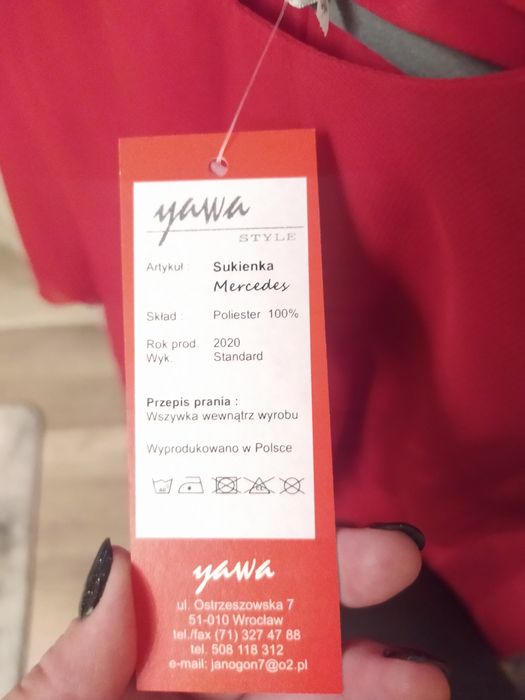 yawa
STYLE
Artykuł : Sukienka
Mercedes
Skład : Poliester 100%
Rok prod. 2020
Wyk. Standard
Przepis prania :
Wszywka wewnątrz wyrobu
Wyprodukowano w Polsce
yawa
ul. Ostrzeszowska 7
51-010 Wrocław
tel./fax (71) 327 47 88
tel. 508 118 312
e-mail: janogon7@o2.pl